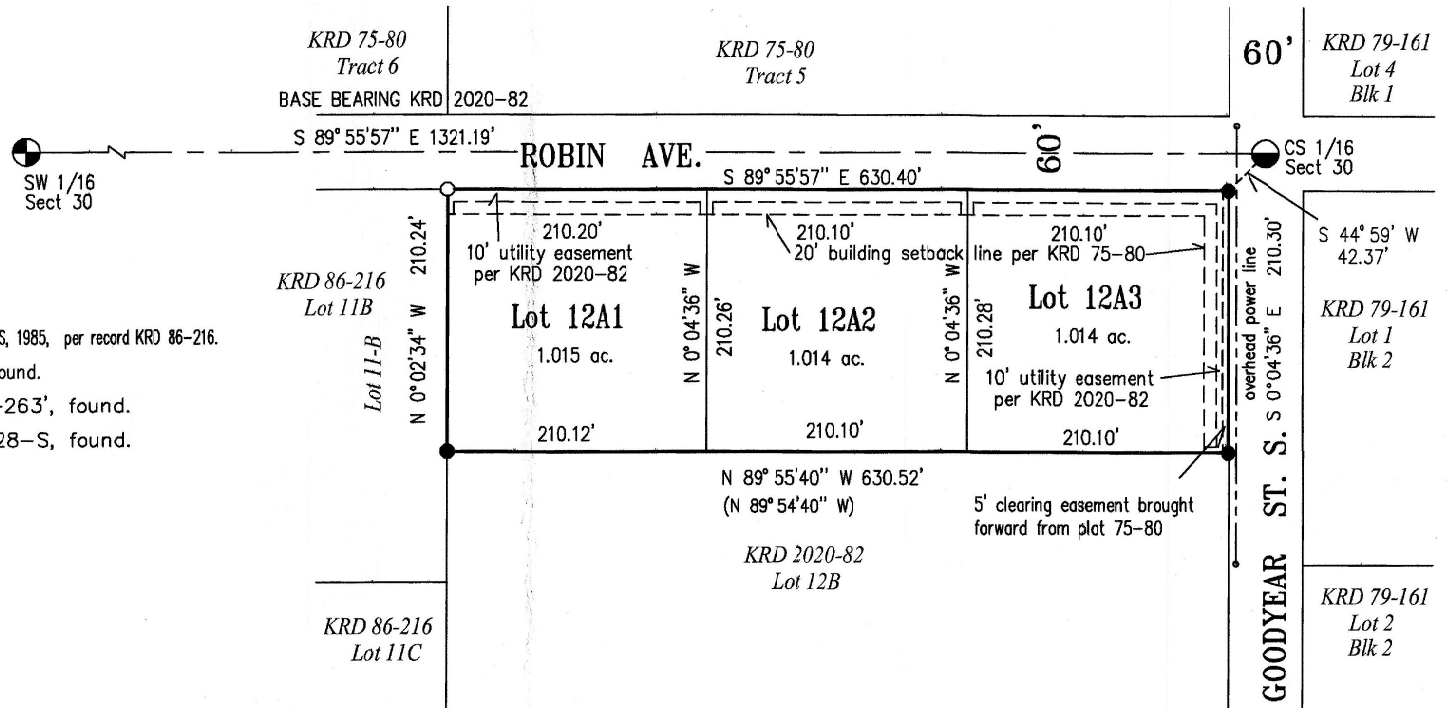 KRD 75-80
Tract 6
KRD 75-80
Tract 5
60'
KRD 79-161
Lot 4
Blk 1
BASE BEARING KRD 2020-82
S 89°55'57" E 1321.19'
ROBIN AVE.
60'
CS 1/16
Sect 30
SW 1/16
Sect 30
S 89°55'57" E 630.40'
S 44°59' W
42.37'
210.20'
10' utility easement
per KRD 2020-82
210.10'
20' building setback line per KRD 75-80
210.10'
KRD 86-216
Lot 11B
Lot 11-B
N 0°02'34" W 210.24'
Lot 12A1
1.015 ac.
N 0°04'36" W
210.26'
Lot 12A2
1.014 ac.
N 0°04'36" W
210.28'
Lot 12A3
1.014 ac.
10' utility easement
per KRD 2020-82
overhead power line
S 0°04'36" E 210.30'
KRD 79-161
Lot 1
Blk 2
S, 1985, per record KRD 86-216.
ound.
-263', found.
28-S, found.
210.12'
210.10'
210.10'
N 89°55'40" W 630.52'
(N 89°54'40" W)
5' clearing easement brought
forward from plat 75-80
KRD 2020-82
Lot 12B
GOODYEAR ST. S.
KRD 86-216
Lot 11C
KRD 79-161
Lot 2
Blk 2